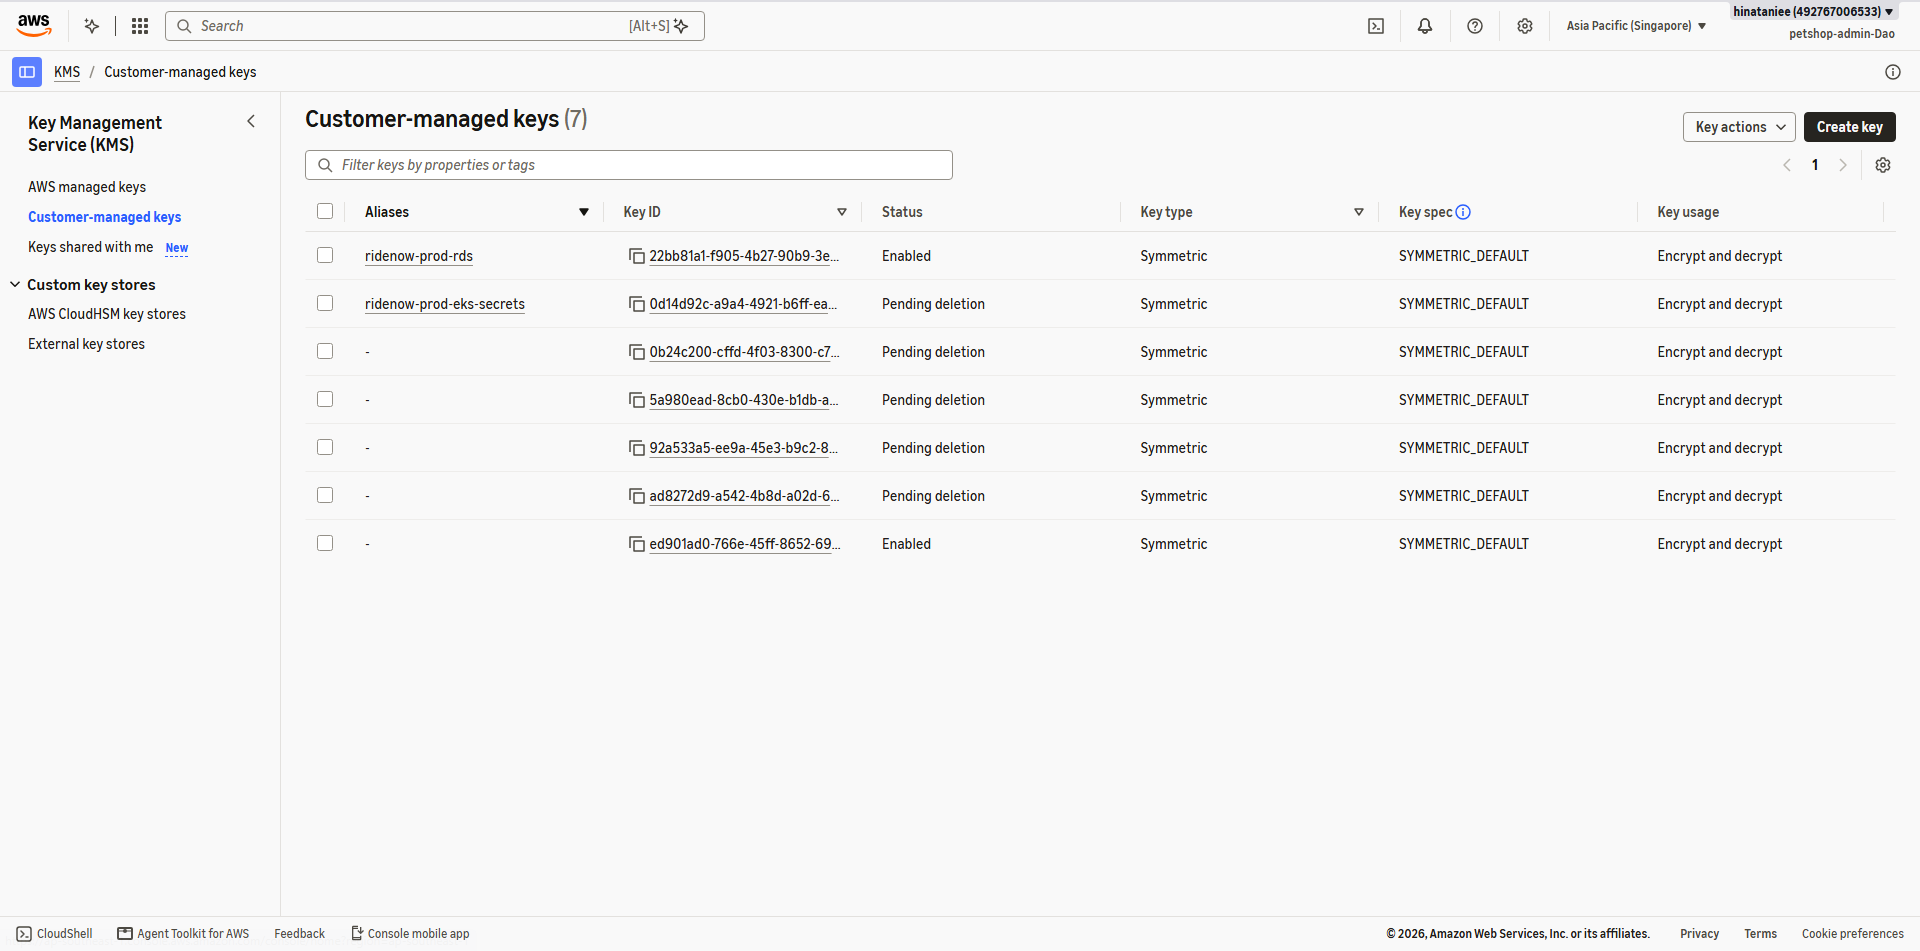 aws
Search
[Alt+S]
Asia Pacific (Singapore)
hinataniee (492767006533)
petshop-admin-Dao
KMS / Customer-managed keys
Key Management
Service (KMS)
AWS managed keys
Customer-managed keys
Keys shared with me New
Custom key stores
AWS CloudHSM key stores
External key stores
Customer-managed keys (7)
Key actions
Create key
Filter keys by properties or tags
1
Aliases Key ID Status Key type Key spec Key usage
ridenow-prod-rds 22bb81a1-f905-4b27-90b9-3e... Enabled Symmetric SYMMETRIC_DEFAULT Encrypt and decrypt
ridenow-prod-eks-secrets 0d14d92c-a9a4-4921-b6ff-ea... Pending deletion Symmetric SYMMETRIC_DEFAULT Encrypt and decrypt
- 0b24c200-cffd-4f03-8300-c7... Pending deletion Symmetric SYMMETRIC_DEFAULT Encrypt and decrypt
- 5a980ead-8cb0-430e-b1db-a... Pending deletion Symmetric SYMMETRIC_DEFAULT Encrypt and decrypt
- 92a533a5-ee9a-45e3-b9c2-8... Pending deletion Symmetric SYMMETRIC_DEFAULT Encrypt and decrypt
- ad8272d9-a542-4b8d-a02d-6... Pending deletion Symmetric SYMMETRIC_DEFAULT Encrypt and decrypt
- ed901ad0-766e-45ff-8652-69... Enabled Symmetric SYMMETRIC_DEFAULT Encrypt and decrypt
CloudShell Agent Toolkit for AWS Feedback Console mobile app © 2026, Amazon Web Services, Inc. or its affiliates. Privacy Terms Cookie preferences